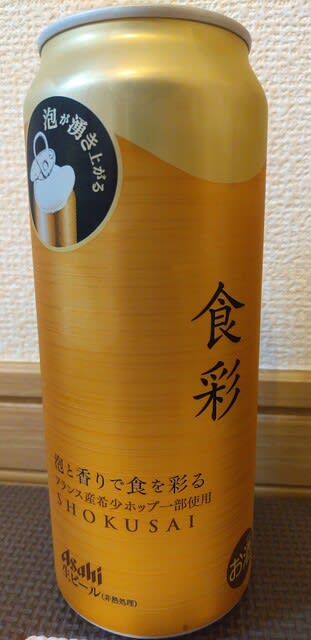 泡が湧き上がる
食彩
泡と香りで食を彩る
フランス産希少ホップ一部使用
SHOKUSAI
Asahi
生ビール(非熱処理)
お酒